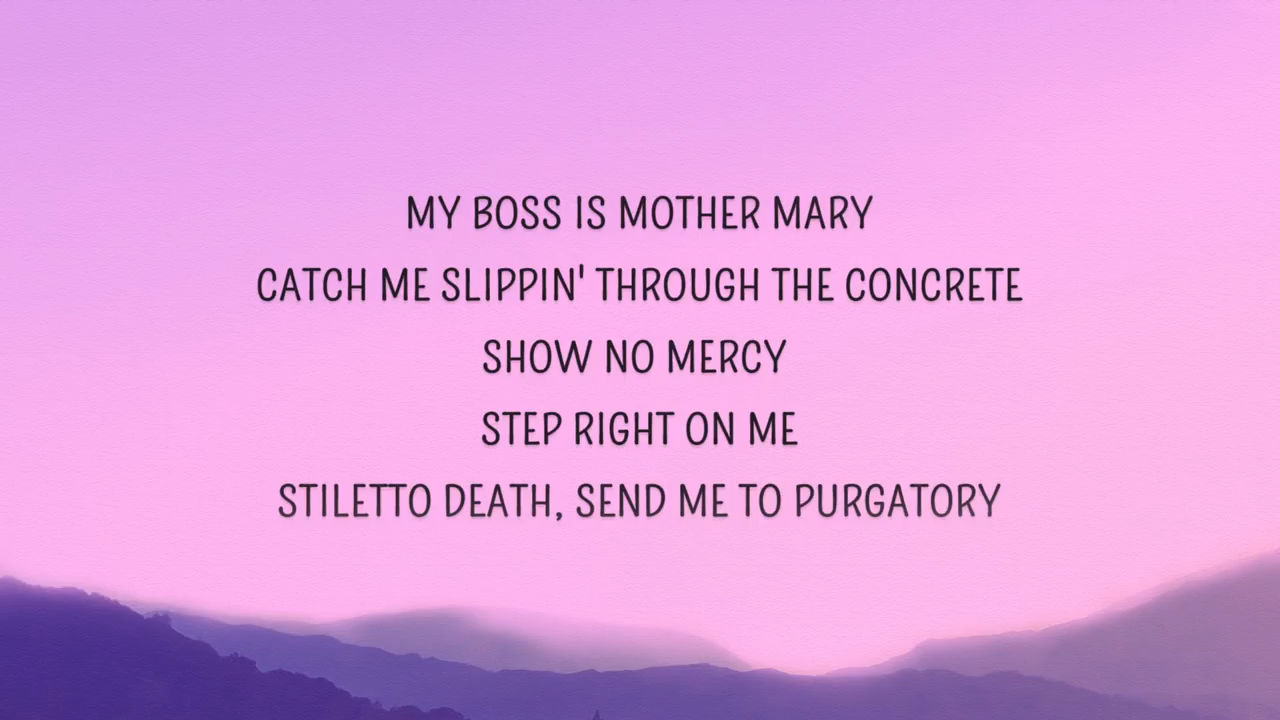 MY BOSS IS MOTHER MARY
CATCH ME SLIPPIN' THROUGH THE CONCRETE
SHOW NO MERCY
STEP RIGHT ON ME
STILETTO DEATH, SEND ME TO PURGATORY